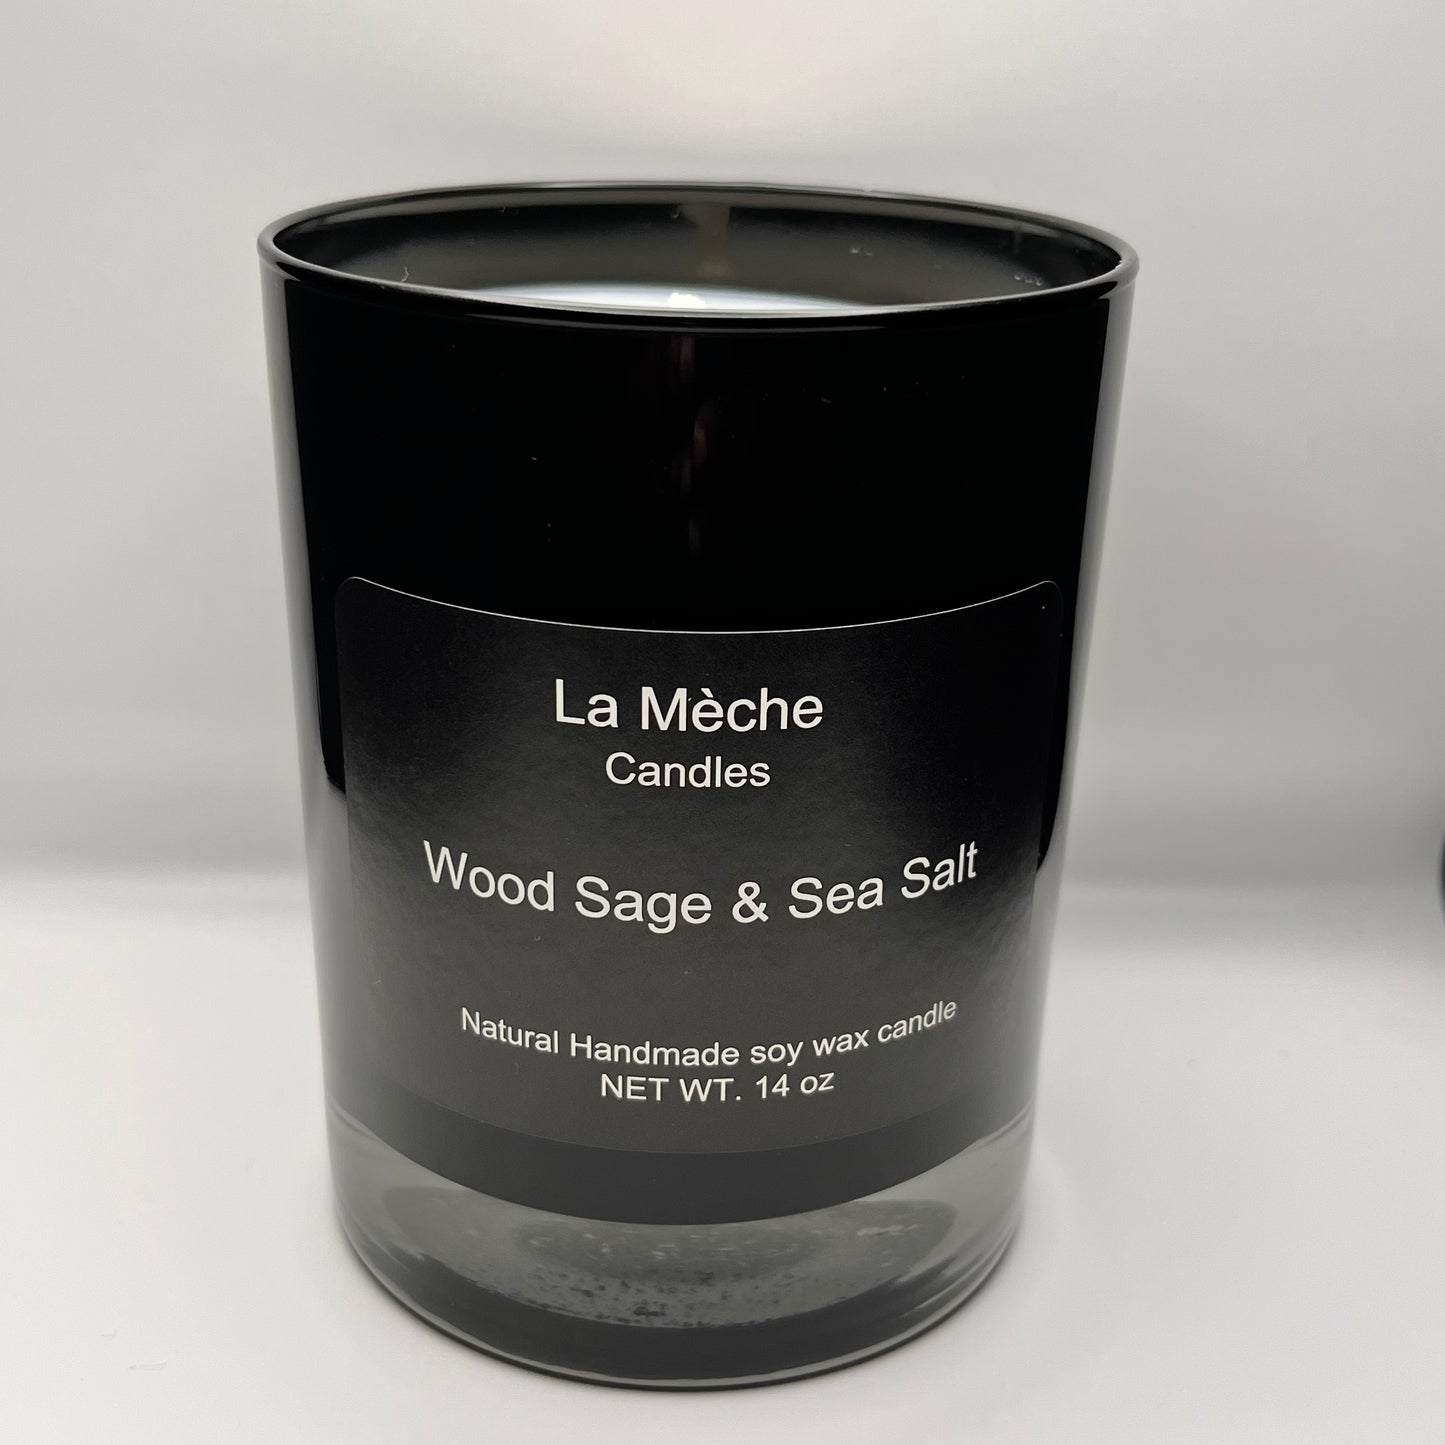 La Mèche
Candles
Wood Sage & Sea Salt
Natural Handmade soy wax candle
NET WT. 14 oz